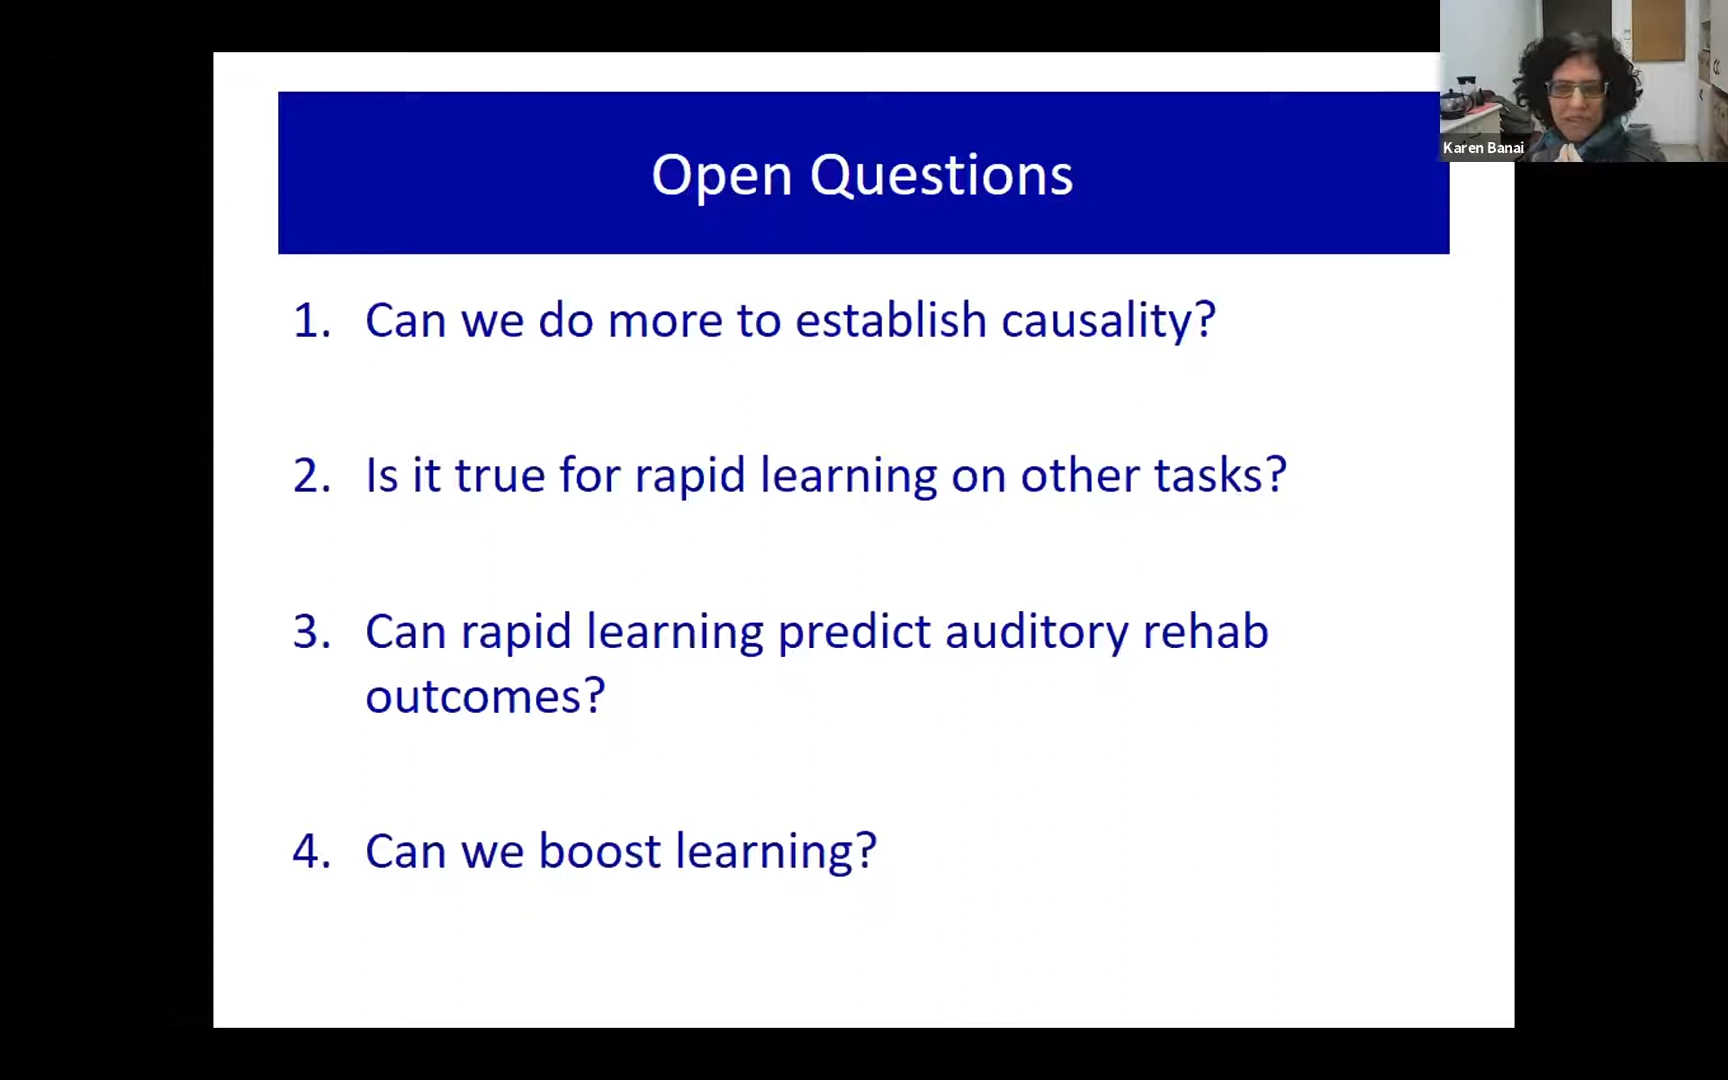 Open Questions
Karen Banai
1. Can we do more to establish causality?
2. Is it true for rapid learning on other tasks?
3. Can rapid learning predict auditory rehab
outcomes?
4. Can we boost learning?